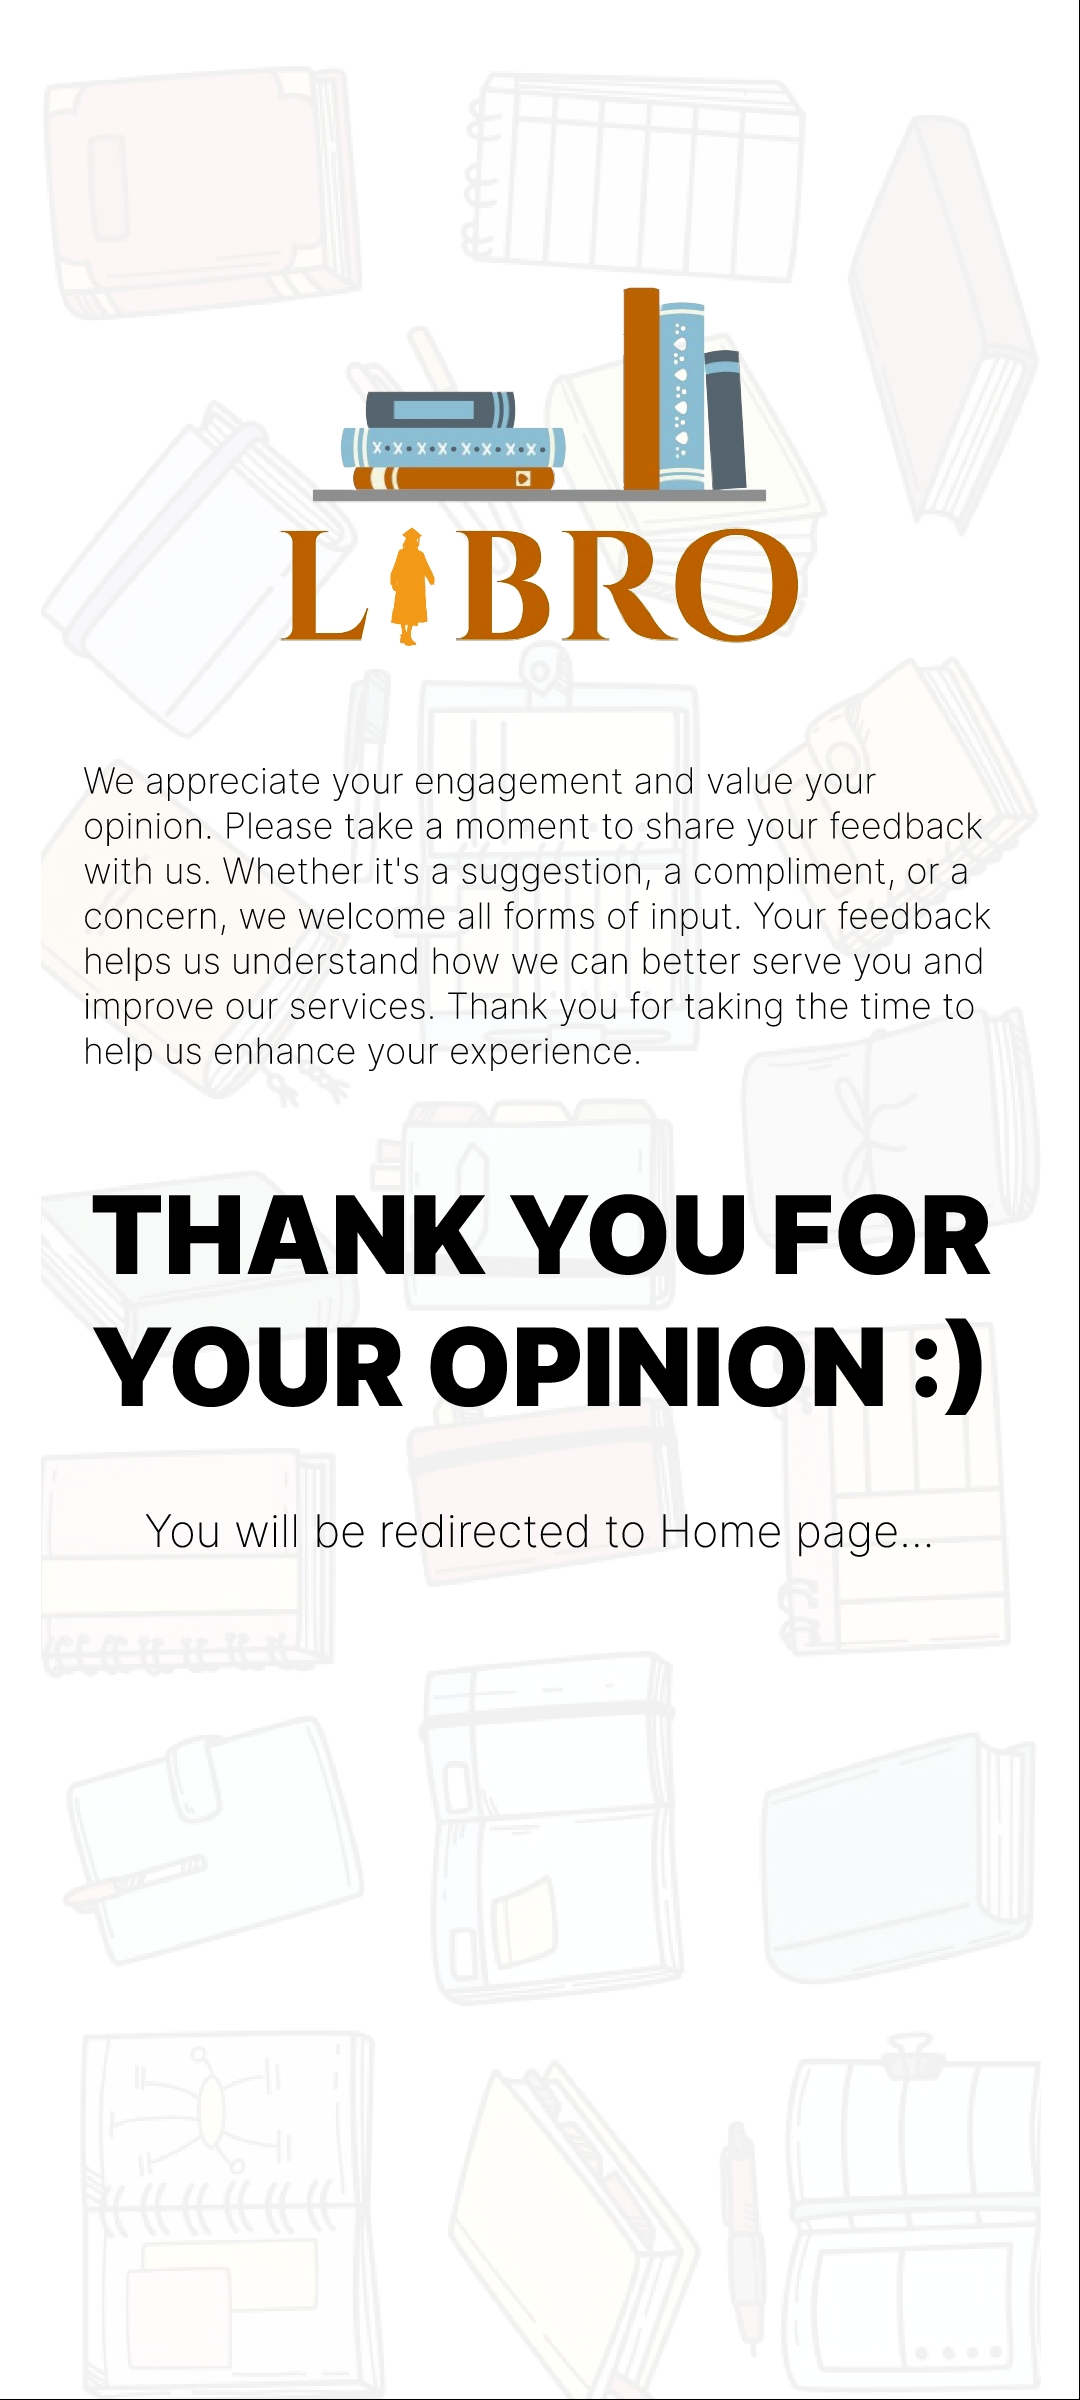 LIBRO
We appreciate your engagement and value your
opinion. Please take a moment to share your feedback
with us. Whether it's a suggestion, a compliment, or a
concern, we welcome all forms of input. Your feedback
helps us understand how we can better serve you and
improve our services. Thank you for taking the time to
help us enhance your experience.
THANK YOU FOR
YOUR OPINION :)
You will be redirected to Home page...